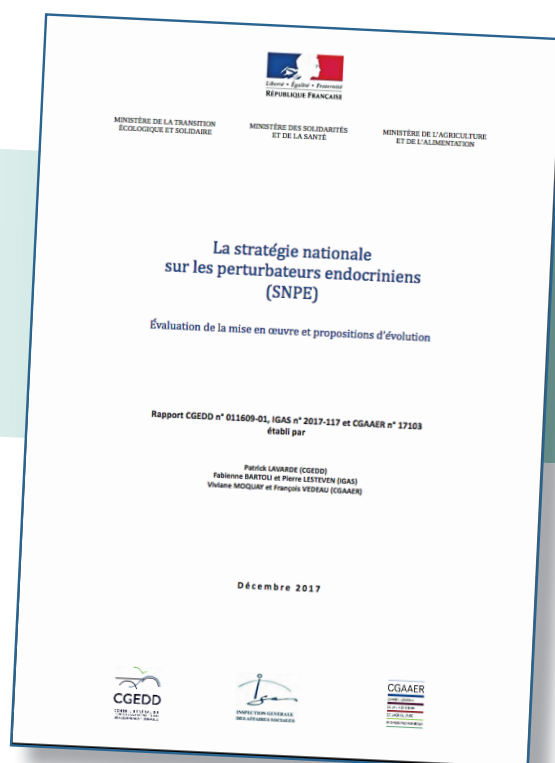 Liberté • Égalité • Fraternité
RÉPUBLIQUE FRANÇAISE
MINISTÈRE DE LA TRANSITION
ÉCOLOGIQUE ET SOLIDAIRE
MINISTÈRE DES SOLIDARITÉS
ET DE LA SANTÉ
MINISTÈRE DE L'AGRICULTURE
ET DE L'ALIMENTATION
La stratégie nationale
sur les perturbateurs endocriniens
(SNPE)
Évaluation de la mise en œuvre et propositions d'évolution
Rapport CGEDD n° 011609-01, IGAS n° 2017-117 et CGAAER n° 17103
établi par
Patrick LAVARDE (CGEDD)
Fabienne BARTOLI et Pierre LESTEVEN (IGAS)
Viviane MOQUAY et François VEDEAU (CGAAER)
Décembre 2017
CGEDD
Igas
INSPECTION GÉNÉRALE
DES AFFAIRES SOCIALES
CGAAER